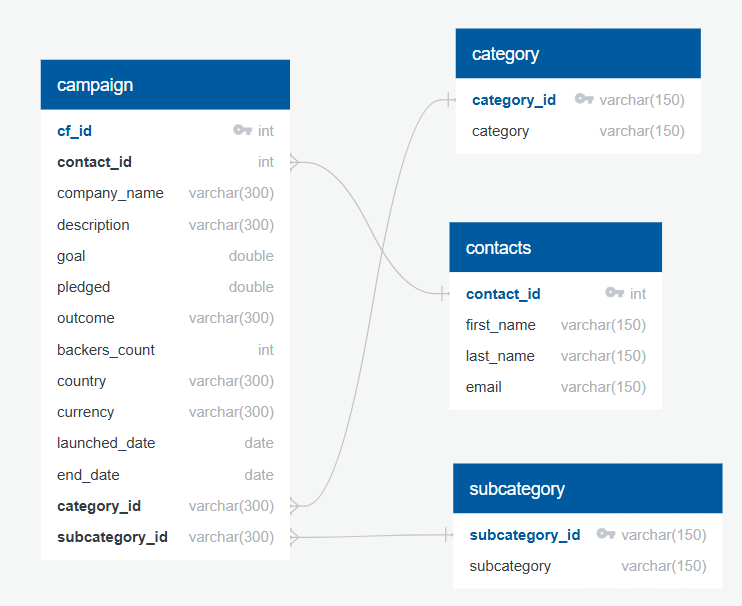 campaign
cf_id int
contact_id int
company_name varchar(300)
description varchar(300)
goal double
pledged double
outcome varchar(300)
backers_count int
country varchar(300)
currency varchar(300)
launched_date date
end_date date
category_id varchar(300)
subcategory_id varchar(300)
category
category_id varchar(150)
category varchar(150)
contacts
contact_id int
first_name varchar(150)
last_name varchar(150)
email varchar(150)
subcategory
subcategory_id varchar(150)
subcategory varchar(150)